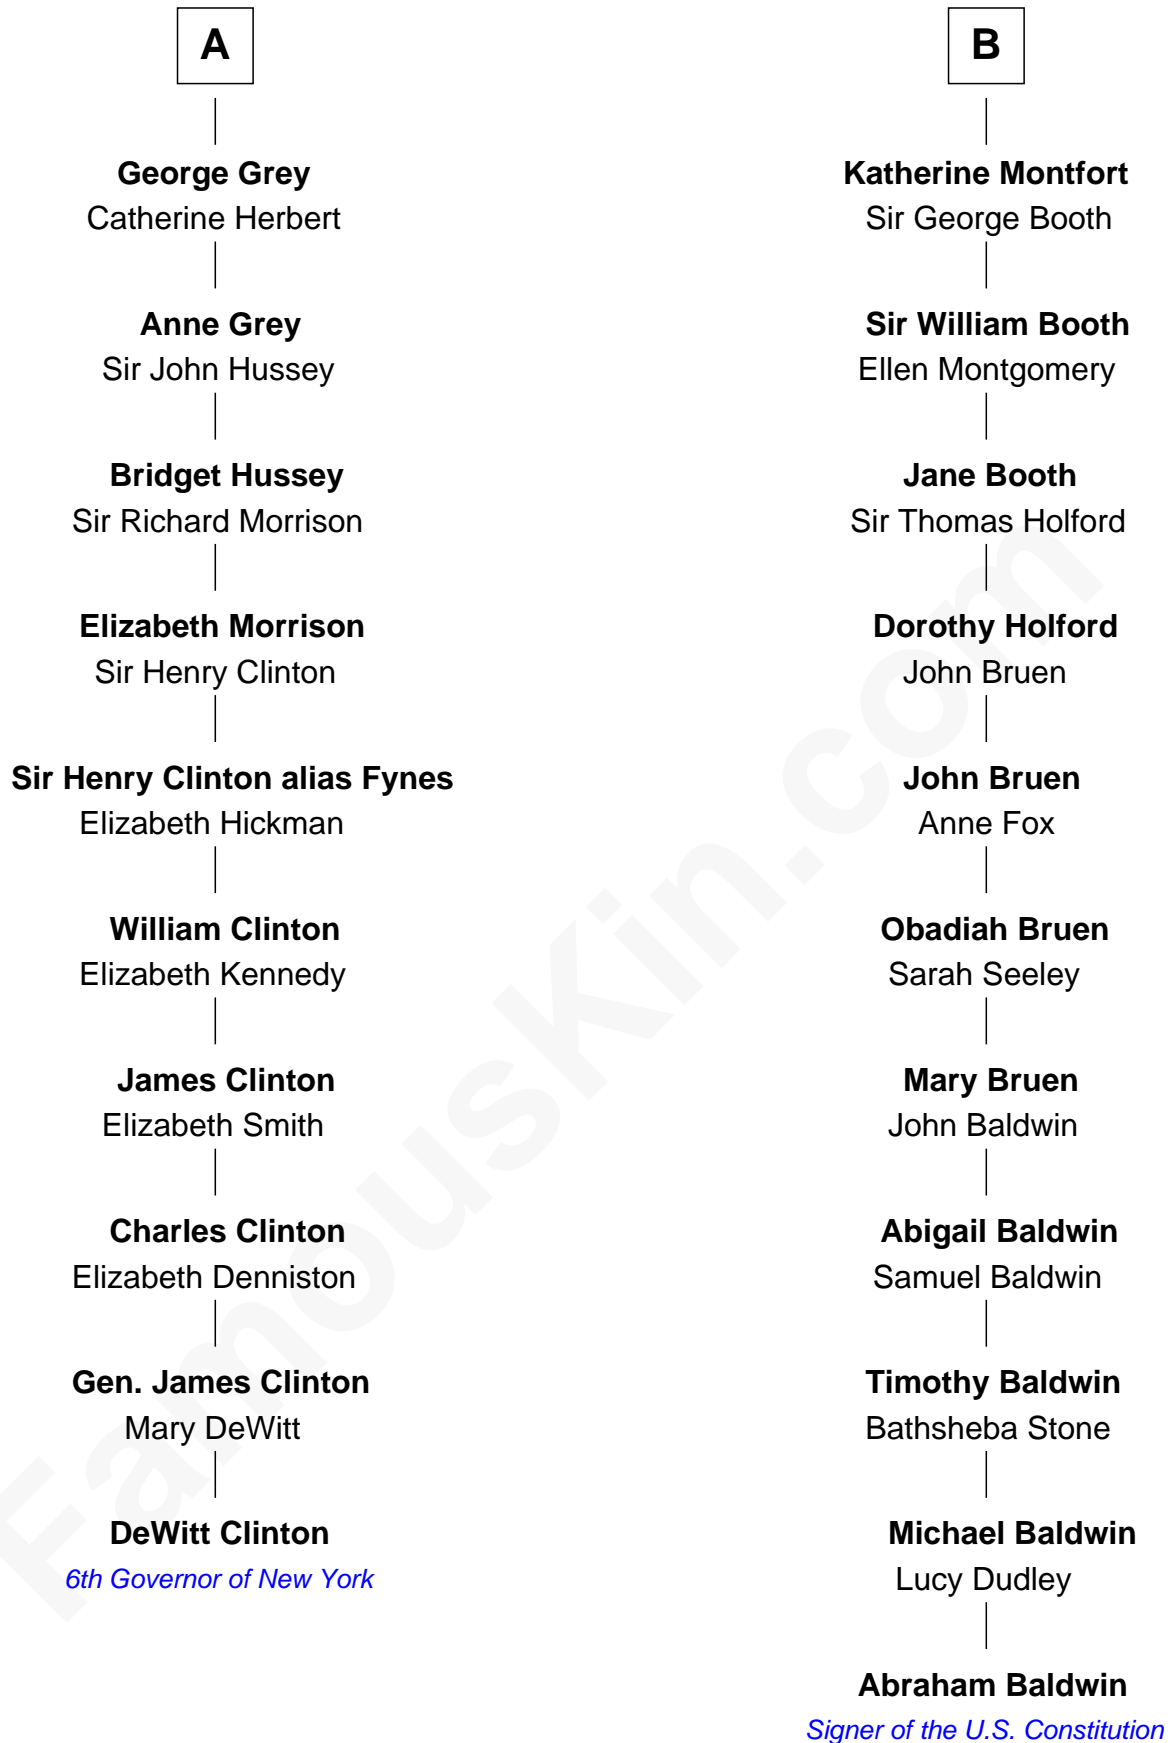 A
George Grey
Catherine Herbert
Anne Grey
Sir John Hussey
Bridget Hussey
Sir Richard Morrison
Elizabeth Morrison
Sir Henry Clinton
Sir Henry Clinton alias Fynes
Elizabeth Hickman
William Clinton
Elizabeth Kennedy
James Clinton
Elizabeth Smith
Charles Clinton
Elizabeth Denniston
Gen. James Clinton
Mary DeWitt
DeWitt Clinton
6th Governor of New York
B
Katherine Montfort
Sir George Booth
Sir William Booth
Ellen Montgomery
Jane Booth
Sir Thomas Holford
Dorothy Holford
John Bruen
John Bruen
Anne Fox
Obadiah Bruen
Sarah Seeley
Mary Bruen
John Baldwin
Abigail Baldwin
Samuel Baldwin
Timothy Baldwin
Bathsheba Stone
Michael Baldwin
Lucy Dudley
Abraham Baldwin
Signer of the U.S. Constitution
FamousKin.com